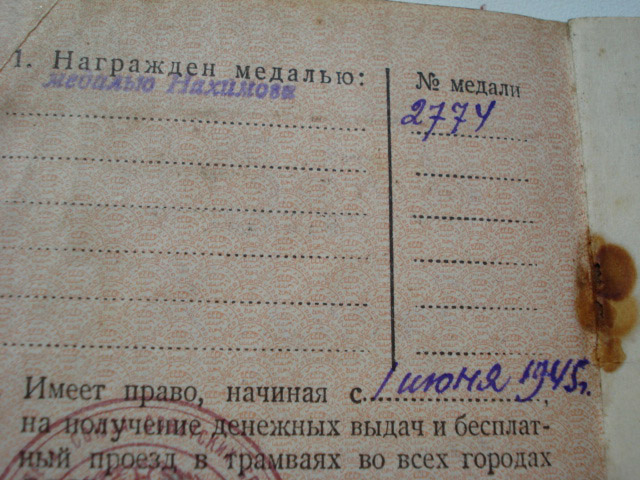 1. Награжден медалью:
№ медали
медалью Нахимова
2774
Имеет право, начиная с 1 июня 1945г.
на получение денежных выдач и бесплат-
ный проезд в трамваях во всех городах